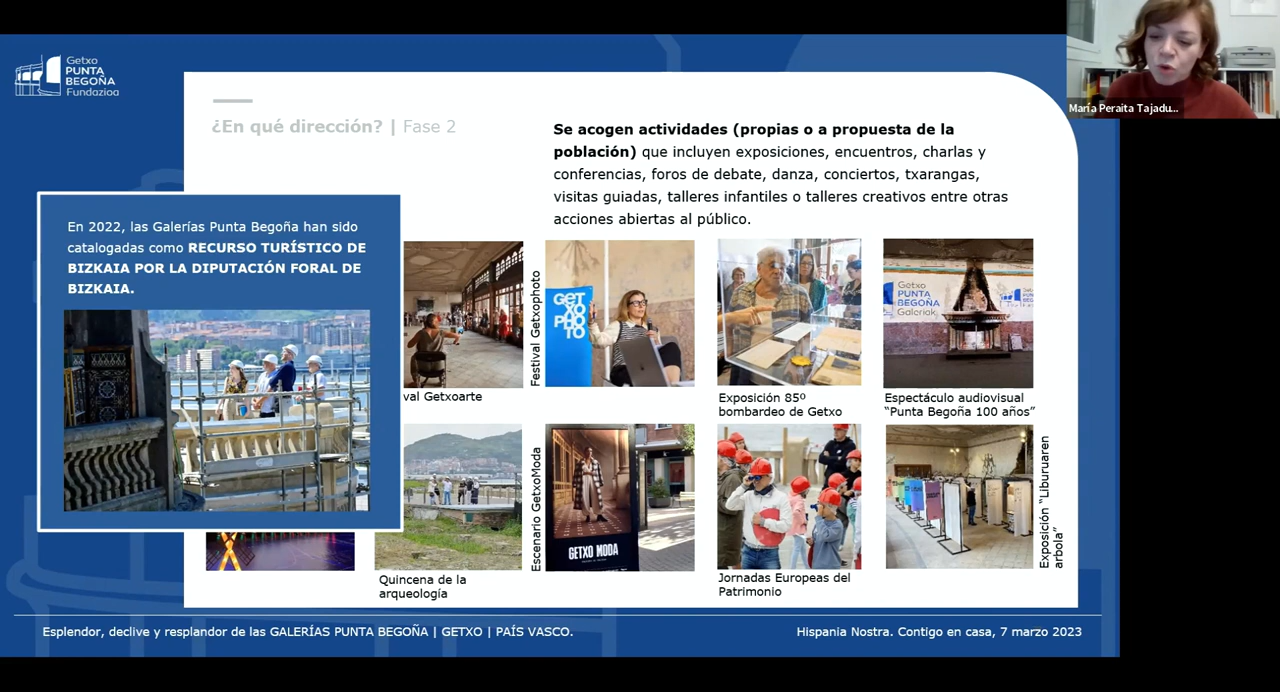 Getxo
PUNTA
BEGOÑA
Fundazioa
María Peraita Tajadu...
¿En qué dirección? | Fase 2
Se acogen actividades (propias o a propuesta de la
población) que incluyen exposiciones, encuentros, charlas y
conferencias, foros de debate, danza, conciertos, txarangas,
visitas guiadas, talleres infantiles o talleres creativos entre otras
acciones abiertas al público.
En 2022, las Galerías Punta Begoña han sido
catalogadas como RECURSO TURÍSTICO DE
BIZKAIA POR LA DIPUTACIÓN FORAL DE
BIZKAIA.
val Getxoarte
Festival Getxophoto
GET
XOPH
OTO
Exposición 85º
bombardeo de Getxo
Getxo
PUNTA
BEGOÑA
Galeriak
Espectáculo audiovisual
“Punta Begoña 100 años”
Quincena de la
arqueología
Escenario GetxoModa
GETXO MODA
Jornadas Europeas del
Patrimonio
Exposición “Liburuaren
arbola”
Esplendor, declive y resplandor de las GALERÍAS PUNTA BEGOÑA | GETXO | PAÍS VASCO.
Hispania Nostra. Contigo en casa, 7 marzo 2023